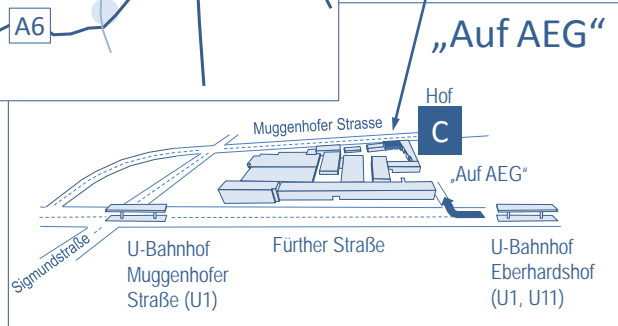 A6
„Auf AEG“
Hof
C
Muggenhofer Strasse
„Auf AEG“
Sigmundstraße
U-Bahnhof
Muggenhofer
Straße (U1)
Fürther Straße
U-Bahnhof
Eberhardshof
(U1, U11)